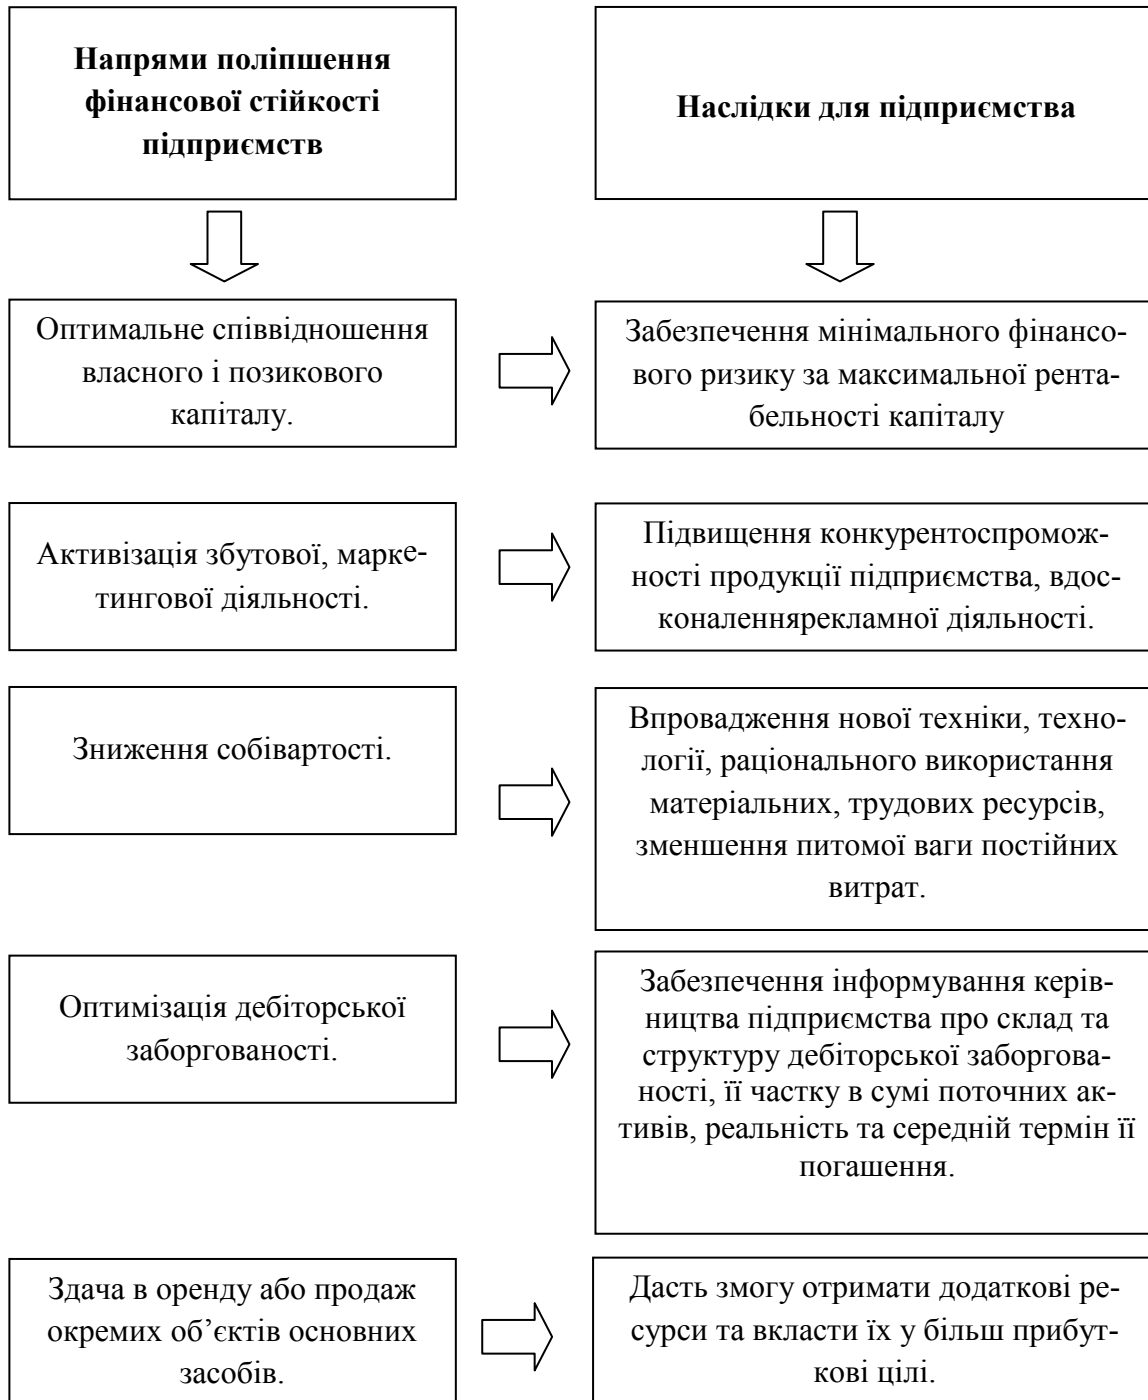 Напрями поліпшення
фінансової стійкості
підприємств
Наслідки для підприємства
Оптимальне співвідношення
власного і позикового
капіталу.
Забезпечення мінімального фінансо-
вого ризику за максимальної рента-
бельності капіталу
Активізація збутової, марке-
тингової діяльності.
Підвищення конкурентоспромож-
ності продукції підприємства, вдос-
коналеннярекламної діяльності.
Зниження собівартості.
Впровадження нової техніки, техно-
логії, раціонального використання
матеріальних, трудових ресурсів,
зменшення питомої ваги постійних
витрат.
Оптимізація дебіторської
заборгованості.
Забезпечення інформування керів-
ництва підприємства про склад та
структуру дебіторської заборгова-
ності, її частку в сумі поточних ак-
тивів, реальність та середній термін її
погашення.
Здача в оренду або продаж
окремих об’єктів основних
засобів.
Дасть змогу отримати додаткові ре-
сурси та вкласти їх у більш прибут-
кові цілі.